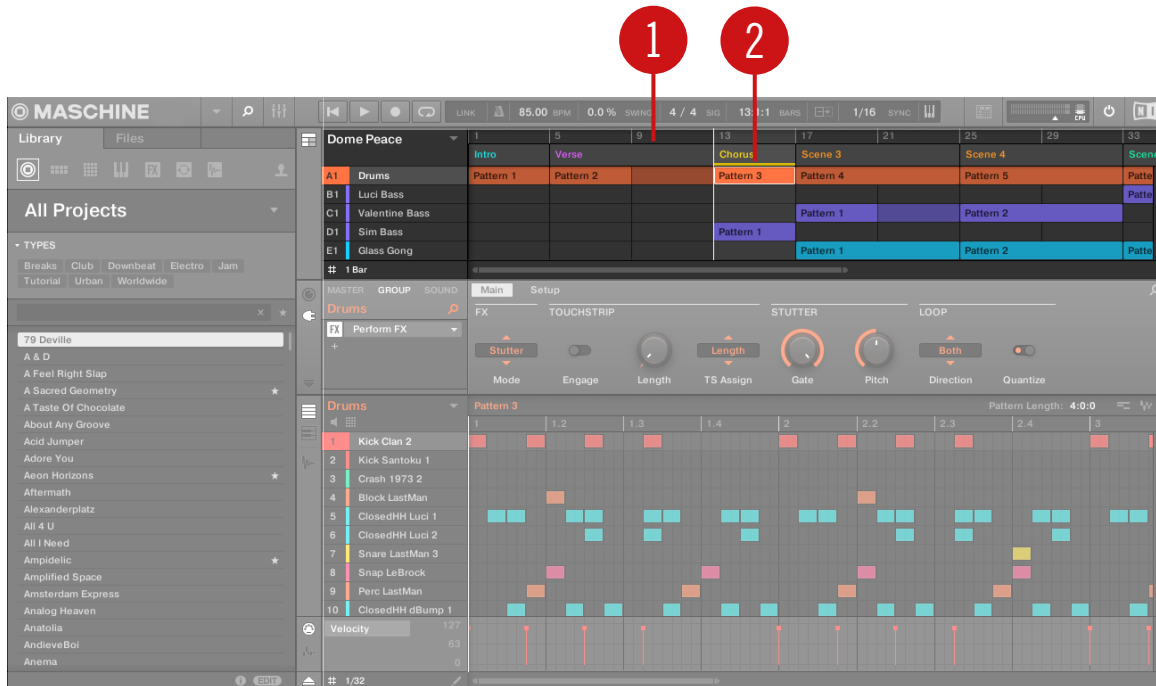 1 2
MASCHINE LINK 85.00 BPM 0.0 % SWING 4 / 4 SIG 13:1:1 BARS 1/16 SYNC CPU NI
Library Files
All Projects
TYPES
Breaks Club Downbeat Electro Jam
Tutorial Urban Worldwide
79 Deville
A & D
A Feel Right Slap
A Sacred Geometry
A Taste Of Chocolate
About Any Groove
Acid Jumper
Adore You
Aeon Horizons
Aftermath
Alexanderplatz
All 4 U
All I Need
Ampidelic
Amplified Space
Amsterdam Express
Analog Heaven
Anatolia
AndieveBoi
Anema
EDIT
Dome Peace 1 5 9 13 17 21 25 29 33
Intro Verse Chorus Scene 3 Scene 4 Scene
A1 Drums Pattern 1 Pattern 2 Pattern 3 Pattern 4 Pattern 5 Patte
B1 Luci Bass Patte
C1 Valentine Bass Pattern 1 Pattern 2
D1 Sim Bass Pattern 1
E1 Glass Gong Pattern 1 Pattern 2 Patte
1 Bar
MASTER GROUP SOUND Main Setup
Drums FX TOUCHSTRIP STUTTER LOOP
FX Perform FX
Stutter Length Both
Mode Engage Length TS Assign Gate Pitch Direction Quantize
Drums Pattern 3 Pattern Length: 4:0:0
1 1.2 1.3 1.4 2 2.2 2.3 2.4 3
1 Kick Clan 2
2 Kick Santoku 1
3 Crash 1973 2
4 Block LastMan
5 ClosedHH Luci 1
6 ClosedHH Luci 2
7 Snare LastMan 3
8 Snap LeBrock
9 Perc LastMan
10 ClosedHH dBump 1
Velocity 127
63
0
1/32